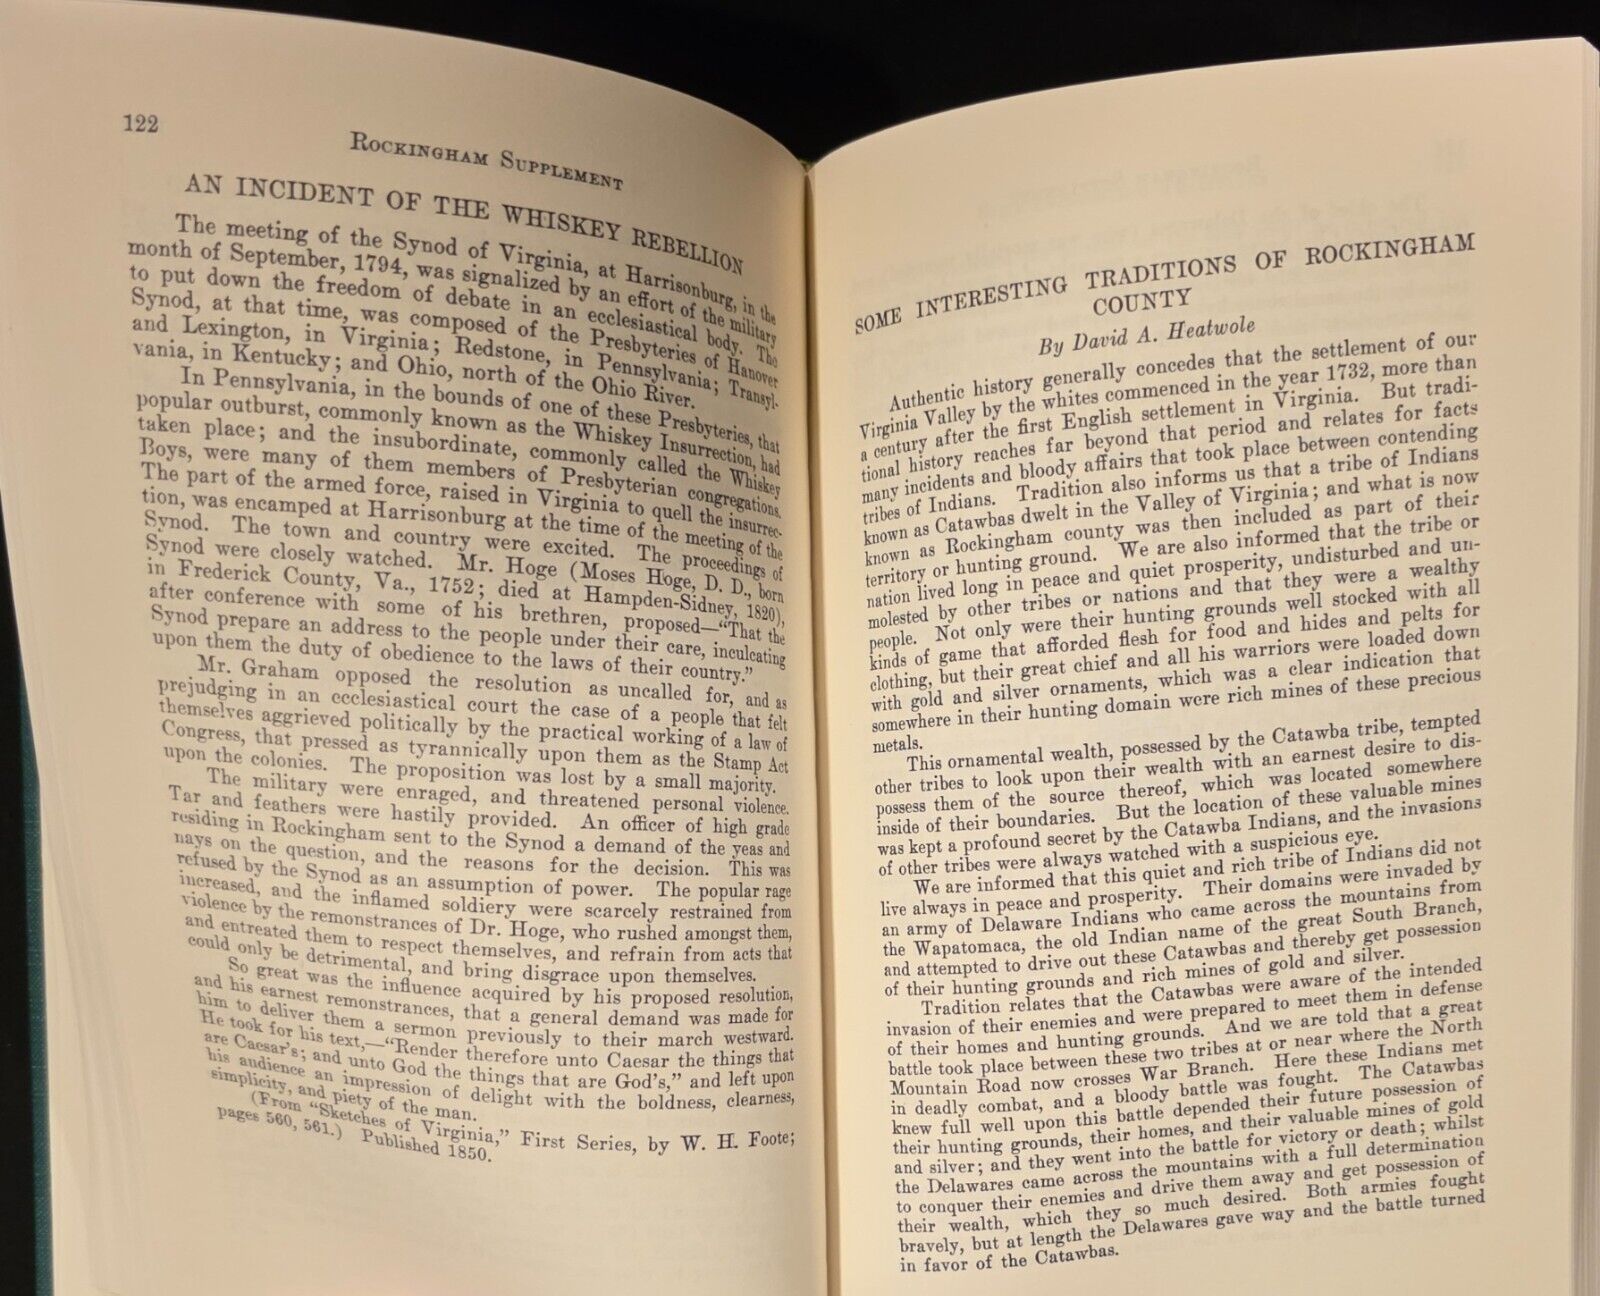 122
Rockingham Supplement
AN INCIDENT OF THE WHISKEY REBELLION
The meeting of the Synod of Virginia, at Harrisonburg, in the
month of September, 1794, was signalized by an effort of the military
to put down the freedom of debate in an ecclesiastical body. The
Synod, at that time, was composed of the Presbyteries of Hanover
and Lexington, in Virginia; Redstone, in Pennsylvania; Transyl-
vania, in Kentucky; and Ohio, north of the Ohio River.
In Pennsylvania, in the bounds of one of these Presbyteries, that
popular outburst, commonly known as the Whiskey Insurrection, had
taken place; and the insubordinate, commonly called the Whiskey
Boys, were many of them members of Presbyterian congregations.
The part of the armed force, raised in Virginia to quell the insurrec-
tion, was encamped at Harrisonburg at the time of the meeting of the
Synod. The town and country were excited. The proceedings of
Synod were closely watched. Mr. Hoge (Moses Hoge, D. D., born
in Frederick County, Va., 1752; died at Hampden-Sidney, 1820),
after conference with some of his brethren, proposed—"That the
Synod prepare an address to the people under their care, inculcating
upon them the duty of obedience to the laws of their country."
Mr. Graham opposed the resolution as uncalled for, and as
prejudging in an ecclesiastical court the case of a people that felt
themselves aggrieved politically by the practical working of a law of
Congress, that pressed as tyrannically upon them as the Stamp Act
upon the colonies. The proposition was lost by a small majority.
The military were enraged, and threatened personal violence.
Tar and feathers were hastily provided. An officer of high grade
residing in Rockingham sent to the Synod a demand of the yeas and
nays on the question, and the reasons for the decision. This was
refused by the Synod as an assumption of power. The popular rage
increased, and the inflamed soldiery were scarcely restrained from
violence by the remonstrances of Dr. Hoge, who rushed amongst them,
and entreated them to respect themselves, and refrain from acts that
could only be detrimental, and bring disgrace upon themselves.
So great was the influence acquired by his proposed resolution,
and his earnest remonstrances, that a general demand was made for
him to deliver them a sermon previously to their march westward.
He took for his text,—"Render therefore unto Caesar the things that
are Caesar's; and unto God the things that are God's," and left upon
his audience an impression of delight with the boldness, clearness,
simplicity, and piety of the man.
(From "Sketches of Virginia," First Series, by W. H. Foote;
pages 560, 561.) Published 1850.
SOME INTERESTING TRADITIONS OF ROCKINGHAM
COUNTY
By David A. Heatwole
Authentic history generally concedes that the settlement of our
Virginia Valley by the whites commenced in the year 1732, more than
a century after the first English settlement in Virginia. But tradi-
tional history reaches far beyond that period and relates for facts
many incidents and bloody affairs that took place between contending
tribes of Indians. Tradition also informs us that a tribe of Indians
known as Catawbas dwelt in the Valley of Virginia; and what is now
known as Rockingham county was then included as part of their
territory or hunting ground. We are also informed that the tribe or
nation lived long in peace and quiet prosperity, undisturbed and un-
molested by other tribes or nations and that they were a wealthy
people. Not only were their hunting grounds well stocked with all
kinds of game that afforded flesh for food and hides and pelts for
clothing, but their great chief and all his warriors were loaded down
with gold and silver ornaments, which was a clear indication that
somewhere in their hunting domain were rich mines of these precious
metals.
This ornamental wealth, possessed by the Catawba tribe, tempted
other tribes to look upon their wealth with an earnest desire to dis-
possess them of the source thereof, which was located somewhere
inside of their boundaries. But the location of these valuable mines
was kept a profound secret by the Catawba Indians, and the invasions
of other tribes were always watched with a suspicious eye.
We are informed that this quiet and rich tribe of Indians did not
live always in peace and prosperity. Their domains were invaded by
an army of Delaware Indians who came across the mountains from
the Wapatomaca, the old Indian name of the great South Branch,
and attempted to drive out these Catawbas and thereby get possession
of their hunting grounds and rich mines of gold and silver.
Tradition relates that the Catawbas were aware of the intended
invasion of their enemies and were prepared to meet them in defense
of their homes and hunting grounds. And we are told that a great
battle took place between these two tribes at or near where the North
Mountain Road now crosses War Branch. Here these Indians met
in deadly combat, and a bloody battle was fought. The Catawbas
knew full well upon this battle depended their future possession of
their hunting grounds, their homes, and their valuable mines of gold
and silver; and they went into the battle for victory or death; whilst
the Delawares came across the mountains with a full determination
to conquer their enemies and drive them away and get possession of
their wealth, which they so much desired. Both armies fought
bravely, but at length the Delawares gave way and the battle turned
in favor of the Catawbas.